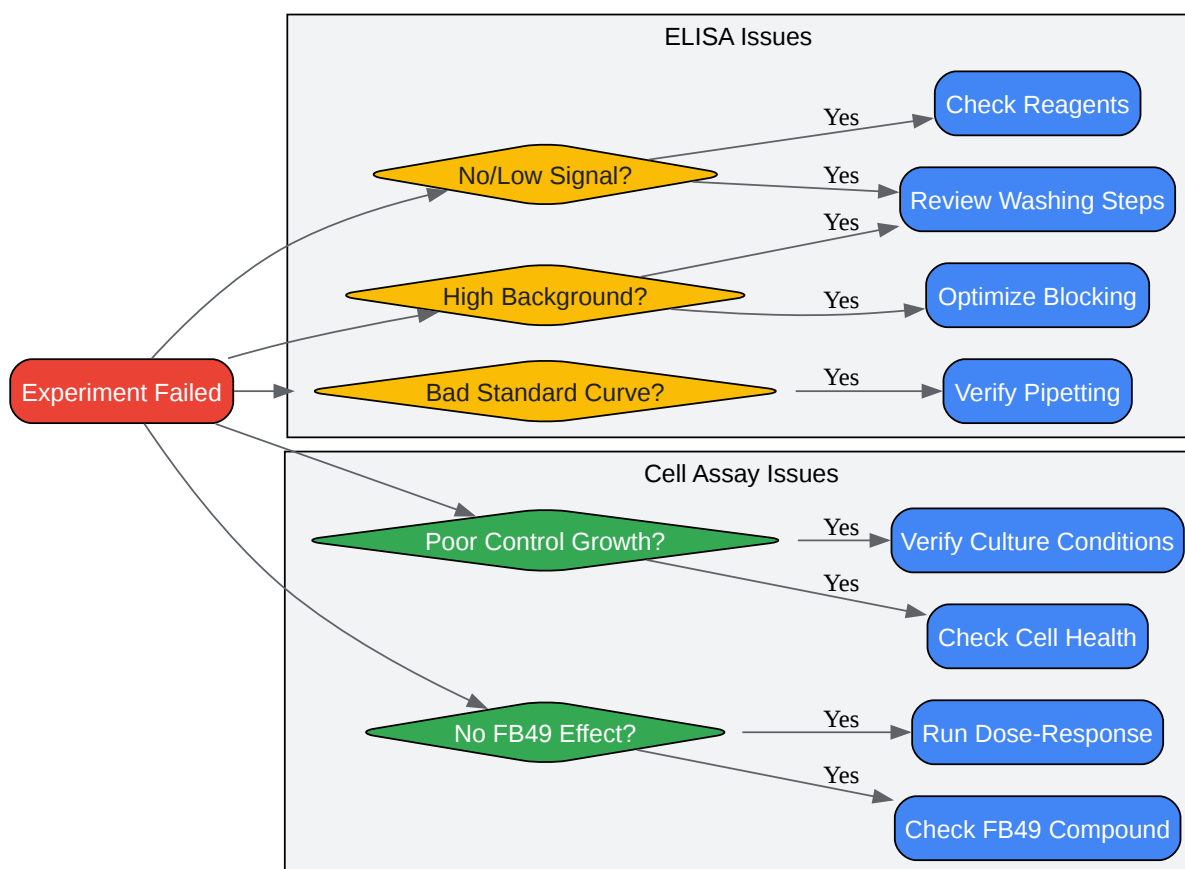 ELISA Issues
Yes
Check Reagents
No/Low Signal?
Yes
Review Washing Steps
Yes
High Background?
Yes
Optimize Blocking
Experiment Failed
Bad Standard Curve?
Yes
Verify Pipetting
Cell Assay Issues
Poor Control Growth?
Yes
Verify Culture Conditions
Yes
Check Cell Health
No FB49 Effect?
Yes
Run Dose-Response
Yes
Check FB49 Compound